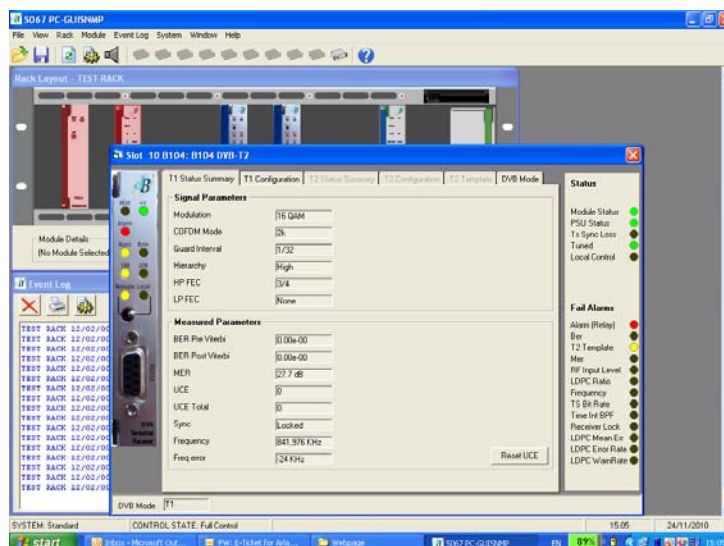 5067 PC-GUISNMP
File View Rack Module Event Log System Window Help
Rack Layout - TEST RACK
Module Details
(No Module Selected
Event Log
TEST RACK 12/02/00
TEST RACK 12/02/00
TEST RACK 12/02/00
TEST RACK 12/02/00
TEST RACK 12/02/00
TEST RACK 12/02/00
TEST RACK 12/02/00
TEST RACK 12/02/00
TEST RACK 12/02/00
TEST RACK 12/02/00
TEST RACK 12/02/00
TEST RACK 12/02/00
TEST RACK 12/02/00
TEST RACK 12/02/00
Slot 10 B104: B104 DVB-T2
T1 Status Summary T1 Configuration T2 Status Summary T2 Configuration T2 Template DVB Mode
Signal Parameters
Modulation 16 QAM
COFDM Mode 2k
Guard Interval 1/32
Hierarchy High
HP FEC 3/4
LP FEC None
Measured Parameters
BER Pre Viterbi 0.00e-00
BER Post Viterbi 0.00e-00
MER 27.7 dB
UCE 0
UCE Total 0
Sync Locked
Frequency 841,976 KHz
Freq error -24 KHz
Reset UCE
Alarm
Remote Local
Status
Module Status
PSU Status
Tx Sync Loss
Tuned
Local Control
Fail Alarms
Alarm (Relay)
Ber
T2 Template
Mer
RF Input Level
LDPC Ratio
Frequency
TS Bit Rate
Time Int BPF
Receiver Lock
LDPC Mean Err
LDPC Error Rate
LDPC WarnRate
DVB Mode T1
SYSTEM: Standard CONTROL STATE: Full Control 15:05 24/11/2010
start Inbox - Microsoft Out... FW: E-Ticket for Arla... Webpage 5067 PC-GUISNMP EN 89%